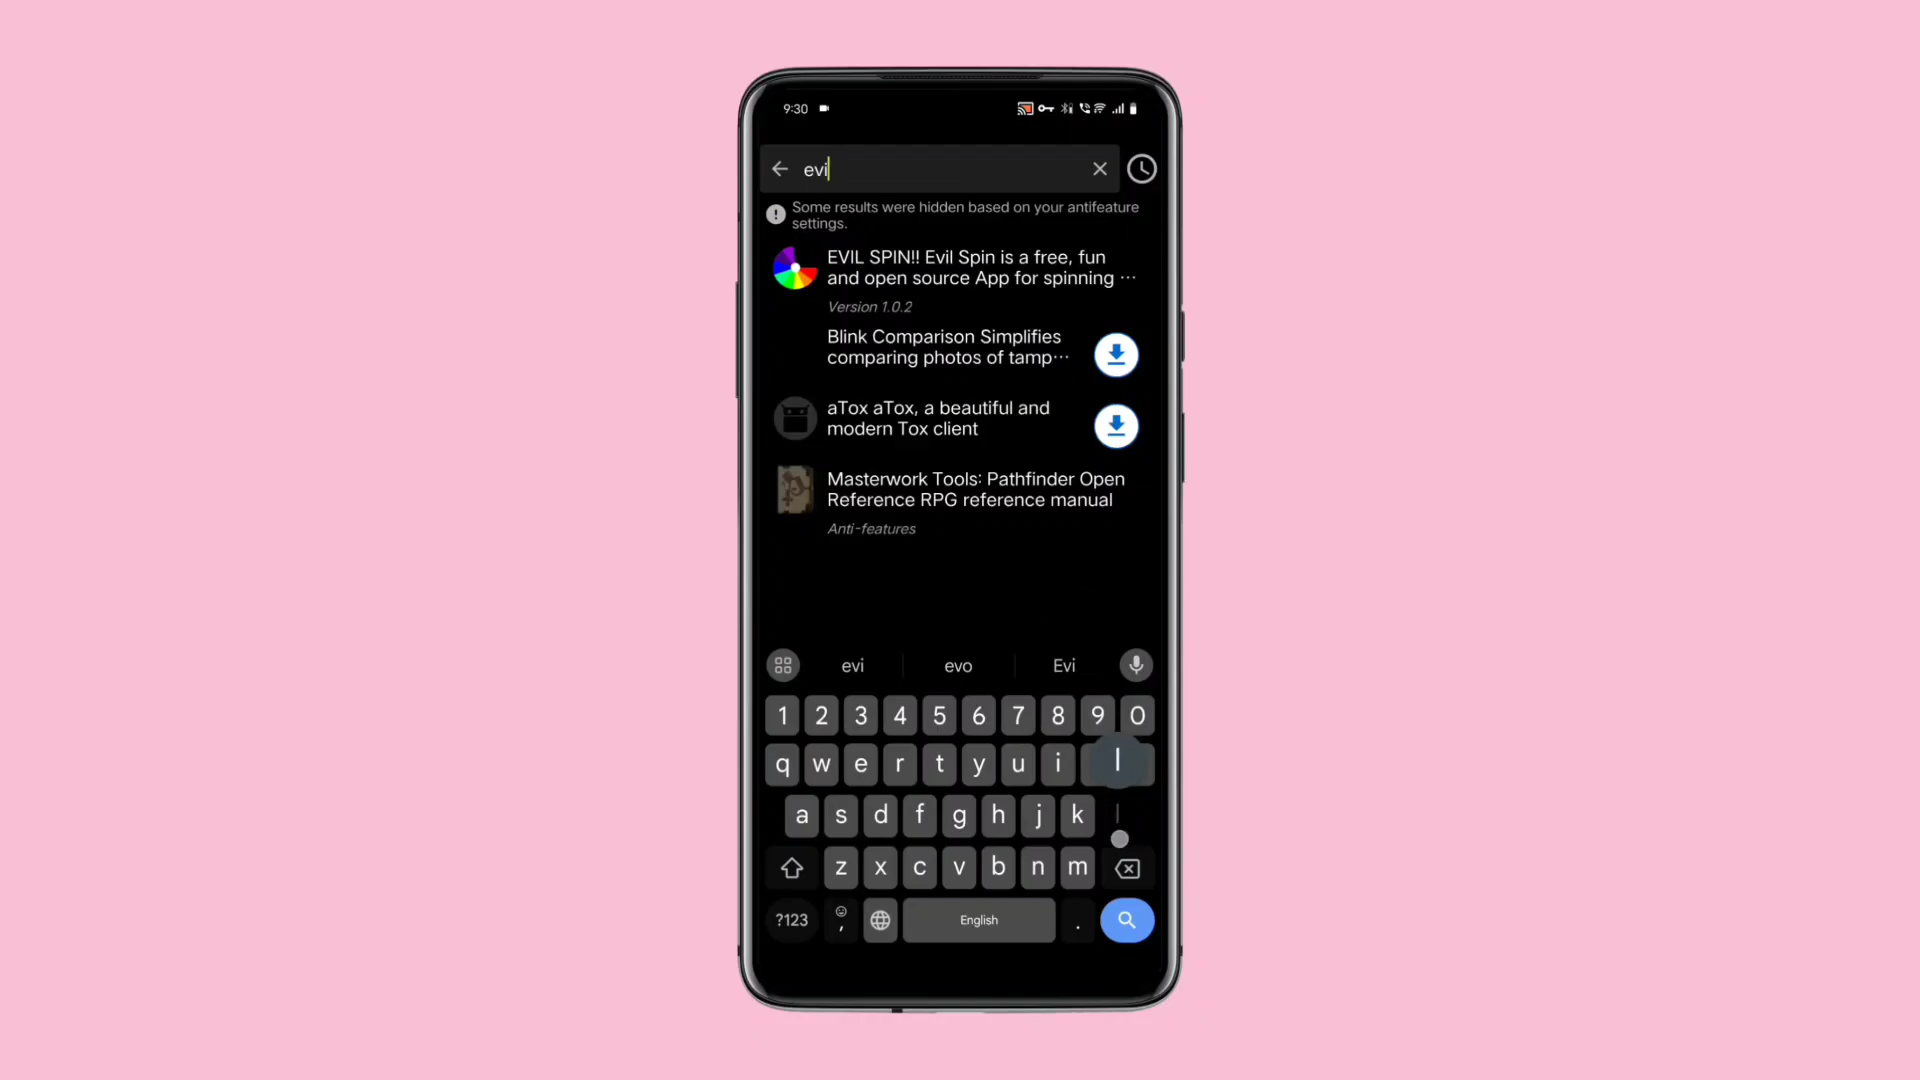 9:30
evi
Some results were hidden based on your antifeature
settings.
EVIL SPIN!! Evil Spin is a free, fun
and open source App for spinning ···
Version 1.0.2
Blink Comparison Simplifies
comparing photos of tamp···
aTox aTox, a beautiful and
modern Tox client
Masterwork Tools: Pathfinder Open
Reference RPG reference manual
Anti-features
evi evo Evi
1 2 3 4 5 6 7 8 9 0
q w e r t y u i l
a s d f g h j k l
z x c v b n m
?123 , English .